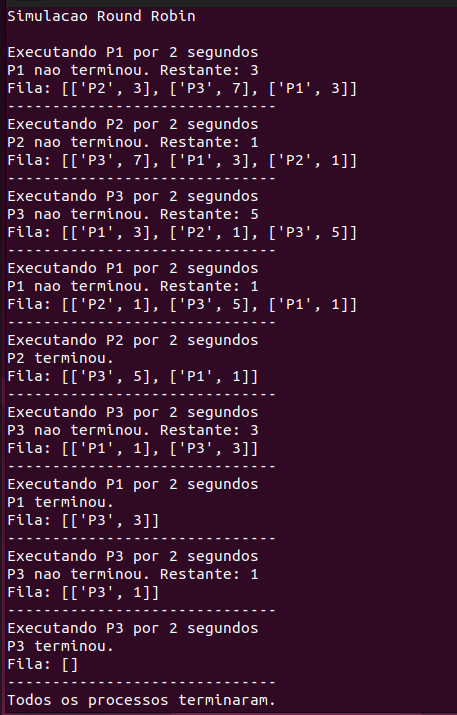 Simulacao Round Robin
Executando P1 por 2 segundos
P1 nao terminou. Restante: 3
Fila: [['P2', 3], ['P3', 7], ['P1', 3]]
------------------------------
Executando P2 por 2 segundos
P2 nao terminou. Restante: 1
Fila: [['P3', 7], ['P1', 3], ['P2', 1]]
------------------------------
Executando P3 por 2 segundos
P3 nao terminou. Restante: 5
Fila: [['P1', 3], ['P2', 1], ['P3', 5]]
------------------------------
Executando P1 por 2 segundos
P1 nao terminou. Restante: 1
Fila: [['P2', 1], ['P3', 5], ['P1', 1]]
------------------------------
Executando P2 por 2 segundos
P2 terminou.
Fila: [['P3', 5], ['P1', 1]]
------------------------------
Executando P3 por 2 segundos
P3 nao terminou. Restante: 3
Fila: [['P1', 1], ['P3', 3]]
------------------------------
Executando P1 por 2 segundos
P1 terminou.
Fila: [['P3', 3]]
------------------------------
Executando P3 por 2 segundos
P3 nao terminou. Restante: 1
Fila: [['P3', 1]]
------------------------------
Executando P3 por 2 segundos
P3 terminou.
Fila: []
------------------------------
Todos os processos terminaram.